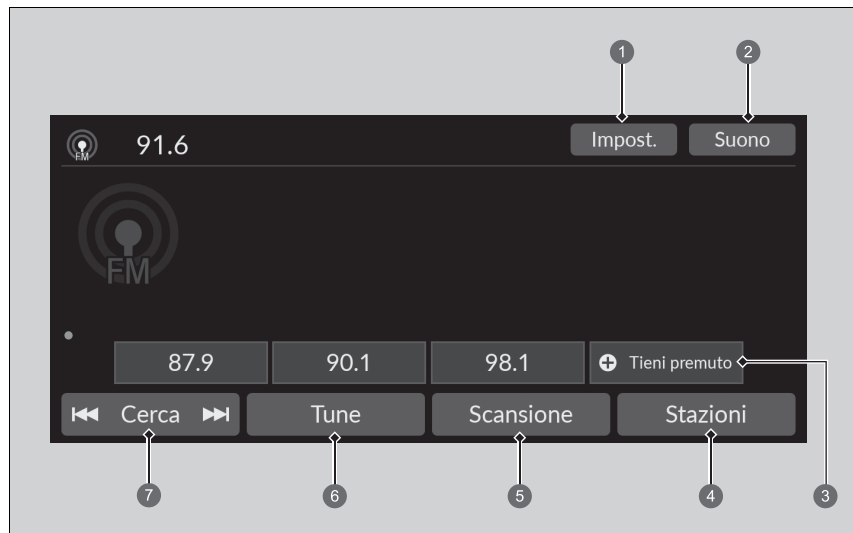 1 2
FM 91.6 Impost. Suono
FM
87.9 90.1 98.1 Tieni premuto
Cerca Tune Scansione Stazioni
7 6 5 4 3